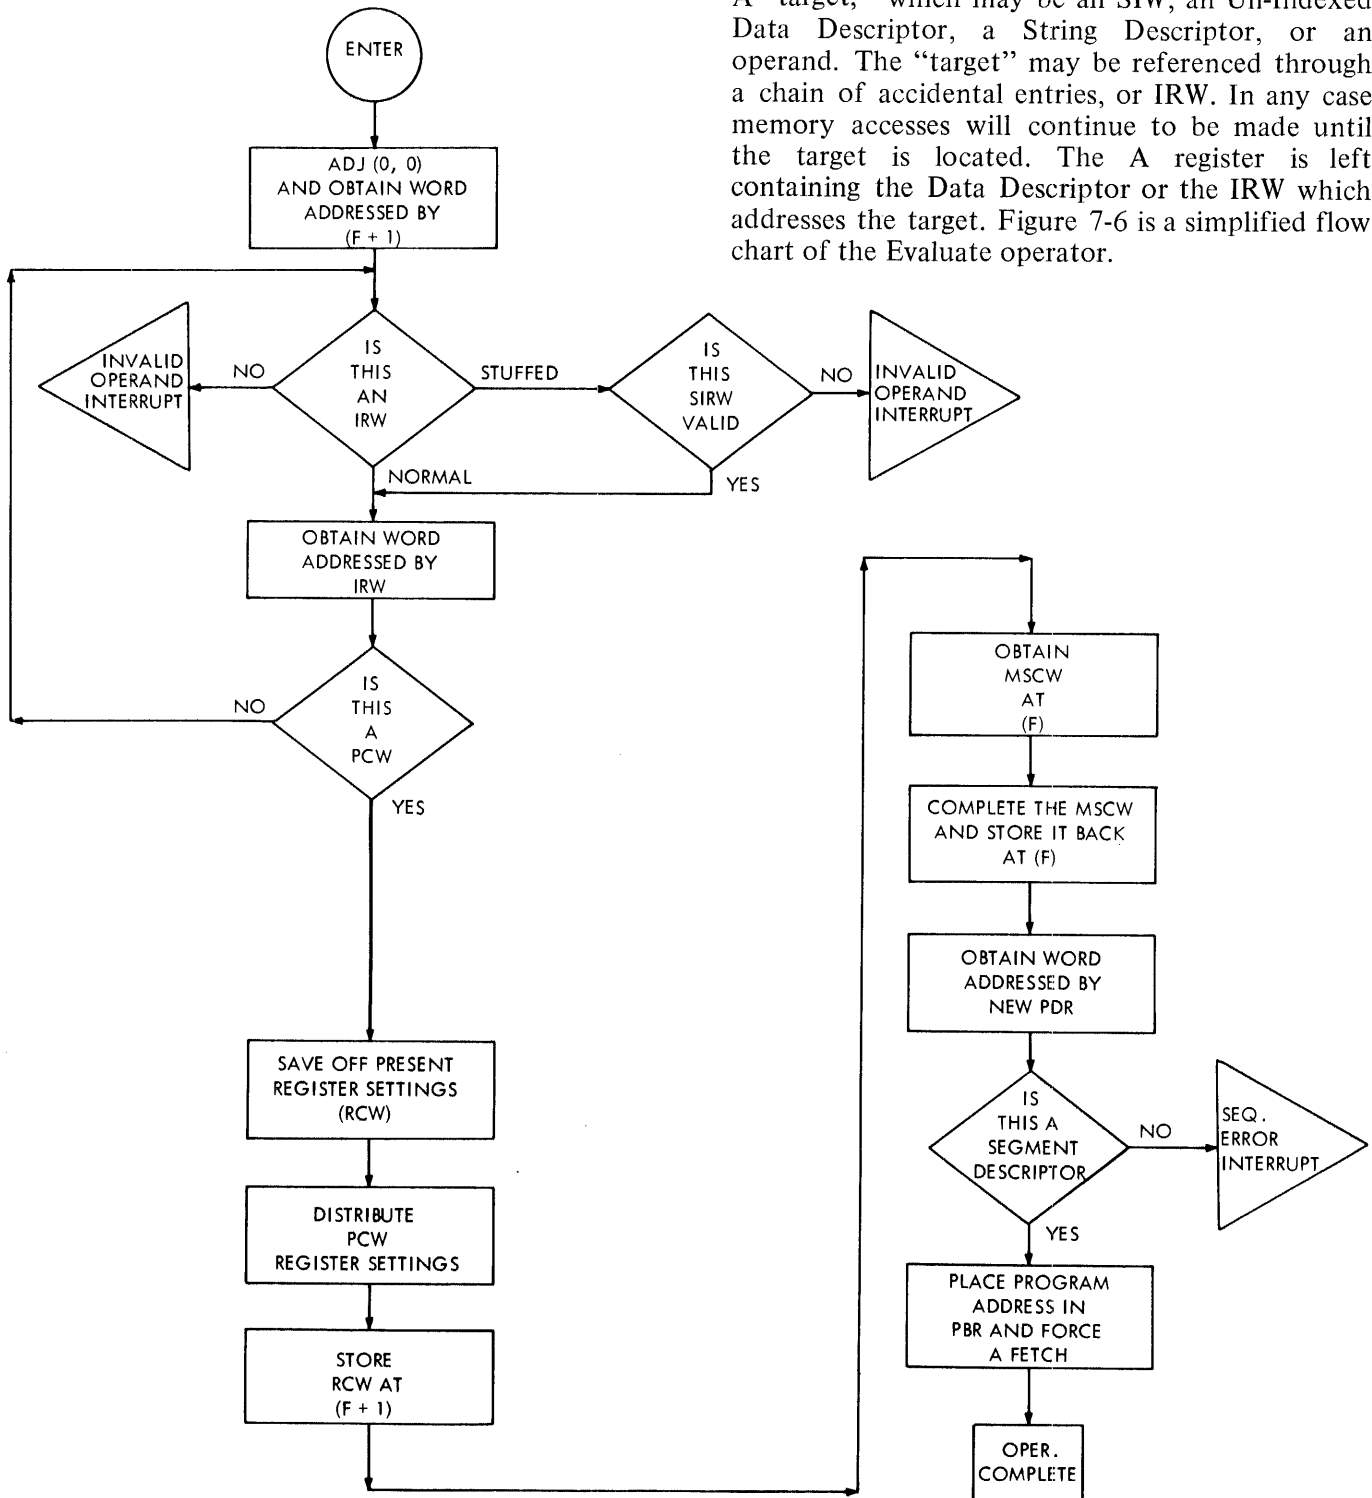 A "target," which may be an SIW, an Un-Indexed
Data Descriptor, a String Descriptor, or an
operand. The “target” may be referenced through
a chain of accidental entries, or IRW. In any case
memory accesses will continue to be made until
the target is located. The A register is left
containing the Data Descriptor or the IRW which
addresses the target. Figure 7-6 is a simplified flow
chart of the Evaluate operator.
ENTER
ADJ (0, 0)
AND OBTAIN WORD
ADDRESSED BY
(F + 1)
IS
THIS
AN
IRW
NO
INVALID
OPERAND
INTERRUPT
STUFFED
IS
THIS
SIRW
VALID
NO
INVALID
OPERAND
INTERRUPT
NORMAL
YES
OBTAIN WORD
ADDRESSED BY
IRW
IS
THIS
A
PCW
NO
YES
SAVE OFF PRESENT
REGISTER SETTINGS
(RCW)
DISTRIBUTE
PCW
REGISTER SETTINGS
STORE
RCW AT
(F + 1)
OBTAIN
MSCW
AT
(F)
COMPLETE THE MSCW
AND STORE IT BACK
AT (F)
OBTAIN WORD
ADDRESSED BY
NEW PDR
IS
THIS A
SEGMENT
DESCRIPTOR
NO
SEQ.
ERROR
INTERRUPT
YES
PLACE PROGRAM
ADDRESS IN
PBR AND FORCE
A FETCH
OPER.
COMPLETE